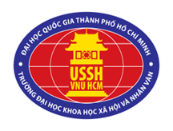 ĐẠI HỌC QUỐC GIA THÀNH PHỐ HỒ CHÍ MINH
USSH
VNU HCM
TRƯỜNG ĐẠI HỌC KHOA HỌC XÃ HỘI VÀ NHÂN VĂN